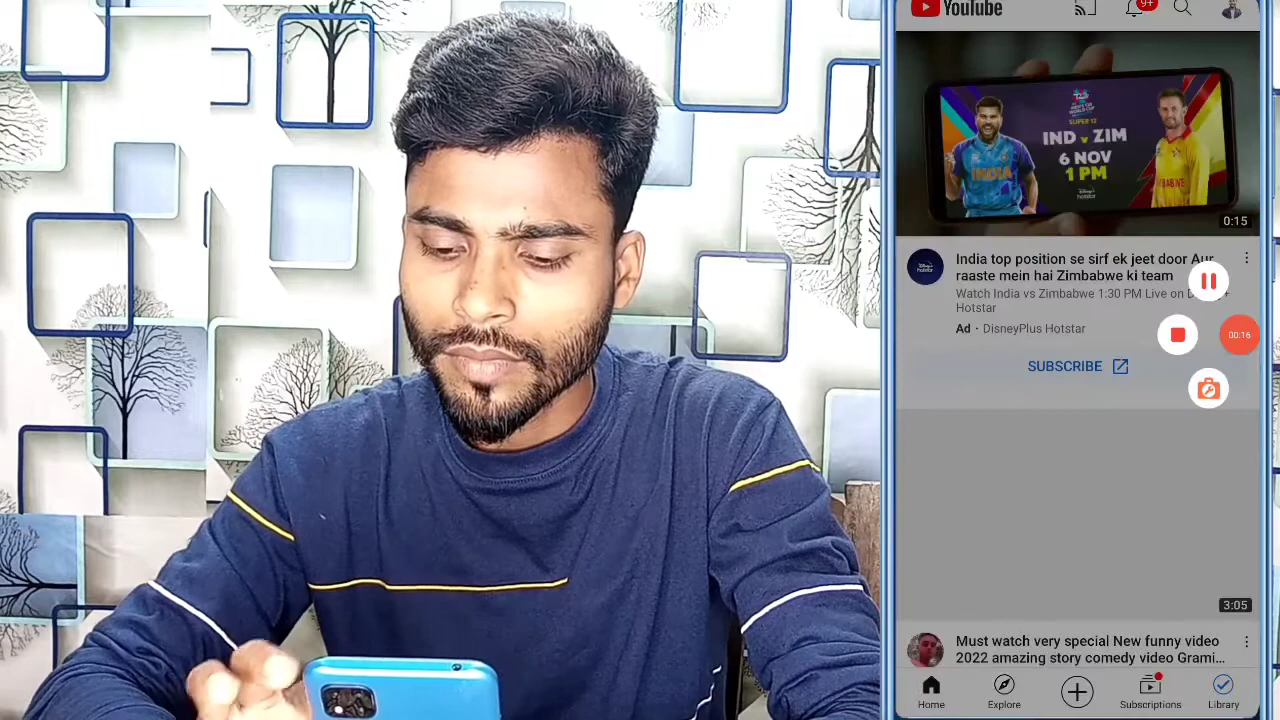 YouTube
9+
SUPER 12
IND v ZIM
6 NOV
1 PM
hotstar
INDIA
0:15
India top position se sirf ek jeet door Aur
raaste mein hai Zimbabwe ki team
Watch India vs Zimbabwe 1:30 PM Live on
Hotstar
Ad · DisneyPlus Hotstar
00:16
SUBSCRIBE
3:05
Must watch very special New funny video
2022 amazing story comedy video Grami...
Home
Explore
Subscriptions
Library